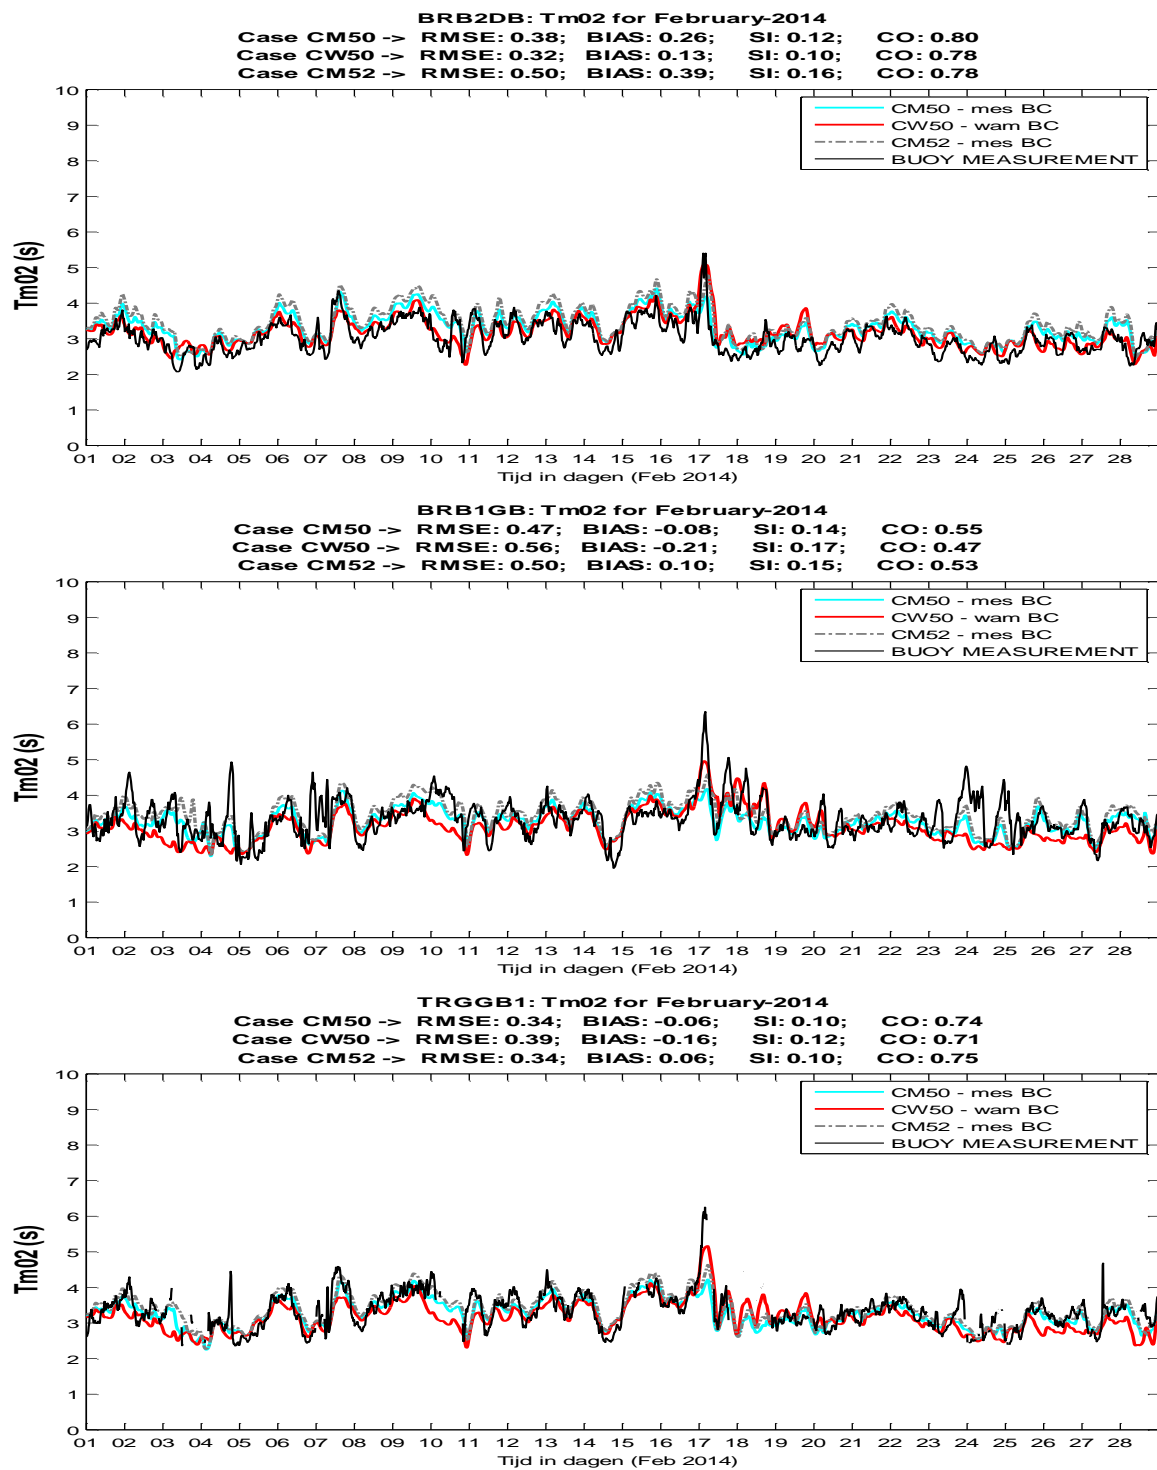 BRB2DB: Tm02 for February-2014
Case CM50 -> RMSE: 0.38; BIAS: 0.26; SI: 0.12; CO: 0.80
Case CW50 -> RMSE: 0.32; BIAS: 0.13; SI: 0.10; CO: 0.78
Case CM52 -> RMSE: 0.50; BIAS: 0.39; SI: 0.16; CO: 0.78
CM50 - mes BC
CW50 - wam BC
CM52 - mes BC
BUOY MEASUREMENT
Tm02 (s)
10
9
8
7
6
5
4
3
2
1
0
01 02 03 04 05 06 07 08 09 10 11 12 13 14 15 16 17 18 19 20 21 22 23 24 25 26 27 28
Tijd in dagen (Feb 2014)
BRB1GB: Tm02 for February-2014
Case CM50 -> RMSE: 0.47; BIAS: -0.08; SI: 0.14; CO: 0.55
Case CW50 -> RMSE: 0.56; BIAS: -0.21; SI: 0.17; CO: 0.47
Case CM52 -> RMSE: 0.50; BIAS: 0.10; SI: 0.15; CO: 0.53
CM50 - mes BC
CW50 - wam BC
CM52 - mes BC
BUOY MEASUREMENT
Tm02 (s)
10
9
8
7
6
5
4
3
2
1
0
01 02 03 04 05 06 07 08 09 10 11 12 13 14 15 16 17 18 19 20 21 22 23 24 25 26 27 28
Tijd in dagen (Feb 2014)
TRGGB1: Tm02 for February-2014
Case CM50 -> RMSE: 0.34; BIAS: -0.06; SI: 0.10; CO: 0.74
Case CW50 -> RMSE: 0.39; BIAS: -0.16; SI: 0.12; CO: 0.71
Case CM52 -> RMSE: 0.34; BIAS: 0.06; SI: 0.10; CO: 0.75
CM50 - mes BC
CW50 - wam BC
CM52 - mes BC
BUOY MEASUREMENT
Tm02 (s)
10
9
8
7
6
5
4
3
2
1
0
01 02 03 04 05 06 07 08 09 10 11 12 13 14 15 16 17 18 19 20 21 22 23 24 25 26 27 28
Tijd in dagen (Feb 2014)